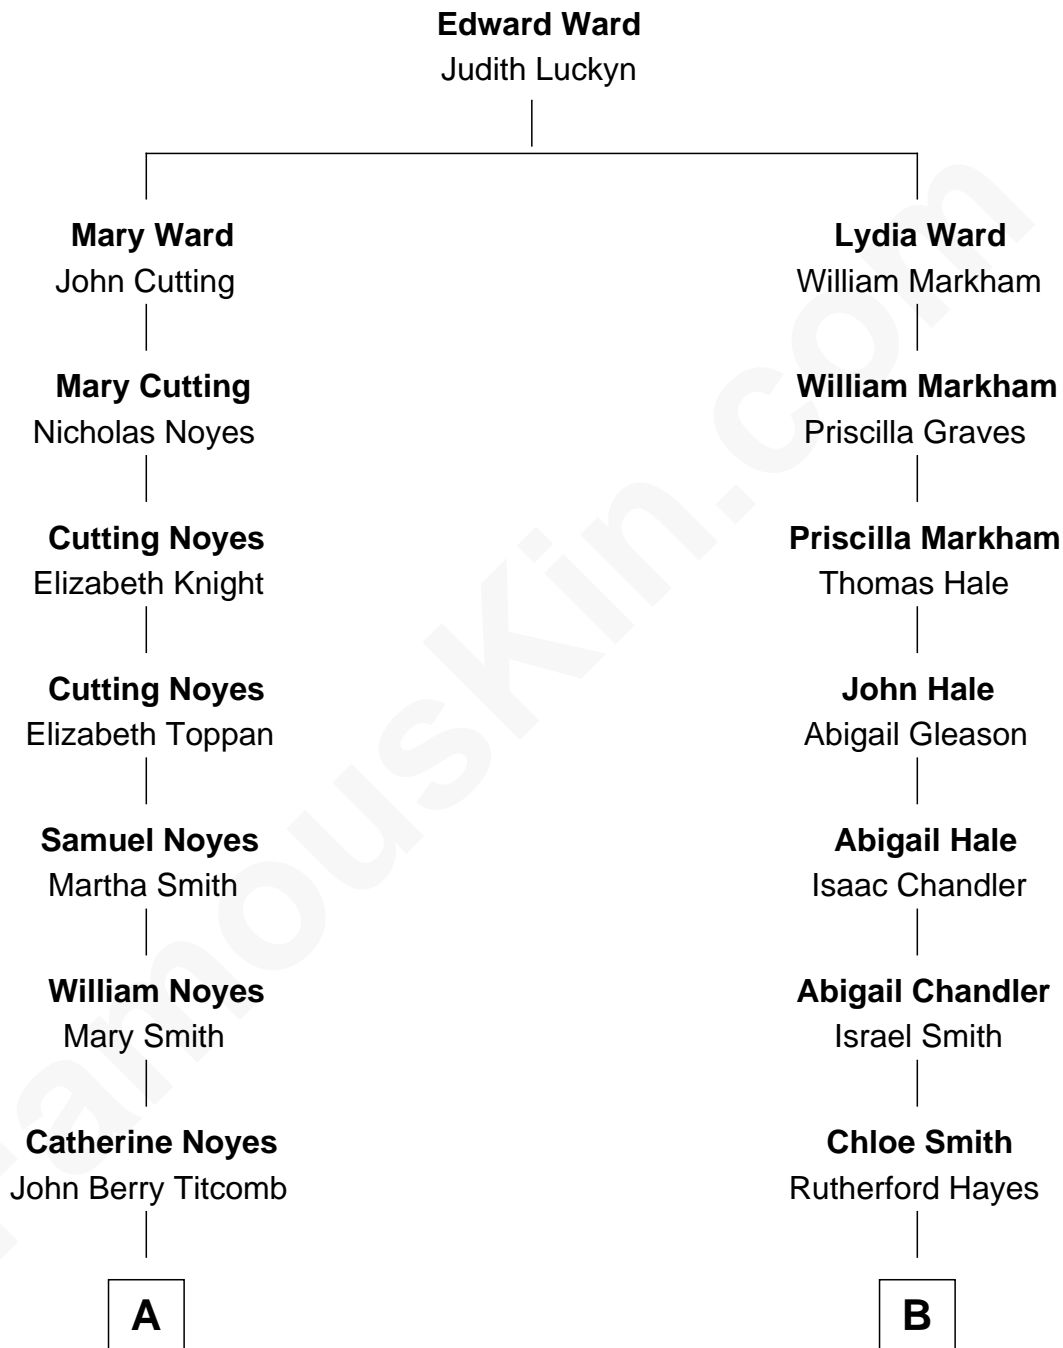 Edward Ward
Judith Luckyn
Mary Ward
John Cutting
Lydia Ward
William Markham
Mary Cutting
Nicholas Noyes
William Markham
Priscilla Graves
Cutting Noyes
Elizabeth Knight
Priscilla Markham
Thomas Hale
Cutting Noyes
Elizabeth Toppan
John Hale
Abigail Gleason
Samuel Noyes
Martha Smith
Abigail Hale
Isaac Chandler
William Noyes
Mary Smith
Abigail Chandler
Israel Smith
Catherine Noyes
John Berry Titcomb
Chloe Smith
Rutherford Hayes
A
B
FamousKin.com